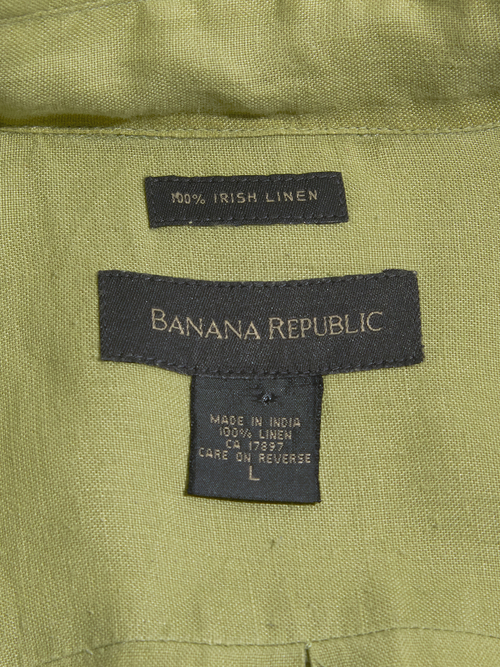 100% IRISH LINEN
BANANA REPUBLIC
MADE IN INDIA
100% LINEN
CA 17897
CARE ON REVERSE
L